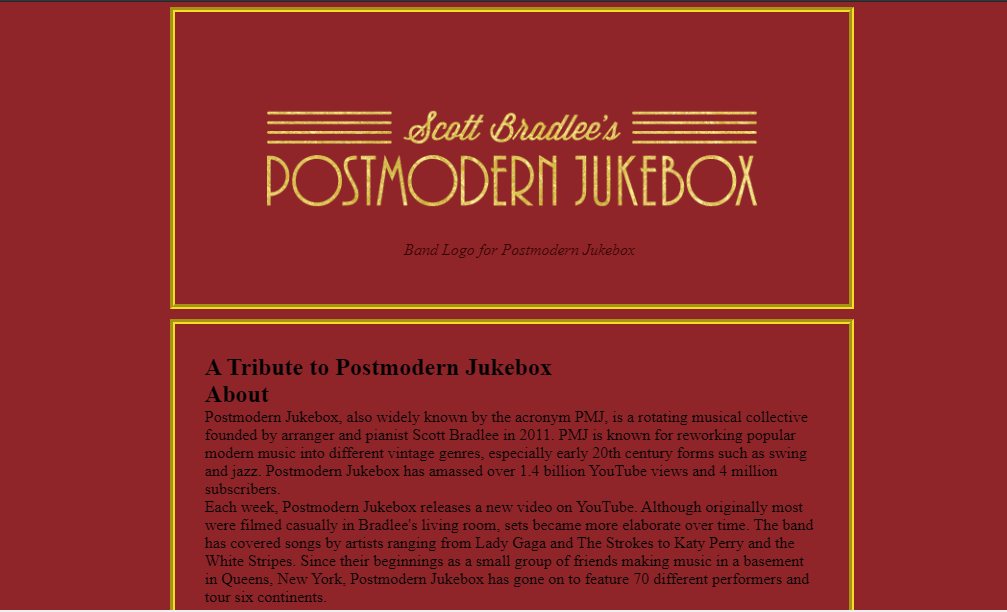 Scott Bradlee's
POSTMODERN JUKEBOX
Band Logo for Postmodern Jukebox
A Tribute to Postmodern Jukebox
About
Postmodern Jukebox, also widely known by the acronym PMJ, is a rotating musical collective
founded by arranger and pianist Scott Bradlee in 2011. PMJ is known for reworking popular
modern music into different vintage genres, especially early 20th century forms such as swing
and jazz. Postmodern Jukebox has amassed over 1.4 billion YouTube views and 4 million
subscribers.
Each week, Postmodern Jukebox releases a new video on YouTube. Although originally most
were filmed casually in Bradlee's living room, sets became more elaborate over time. The band
has covered songs by artists ranging from Lady Gaga and The Strokes to Katy Perry and the
White Stripes. Since their beginnings as a small group of friends making music in a basement
in Queens, New York, Postmodern Jukebox has gone on to feature 70 different performers and
tour six continents.